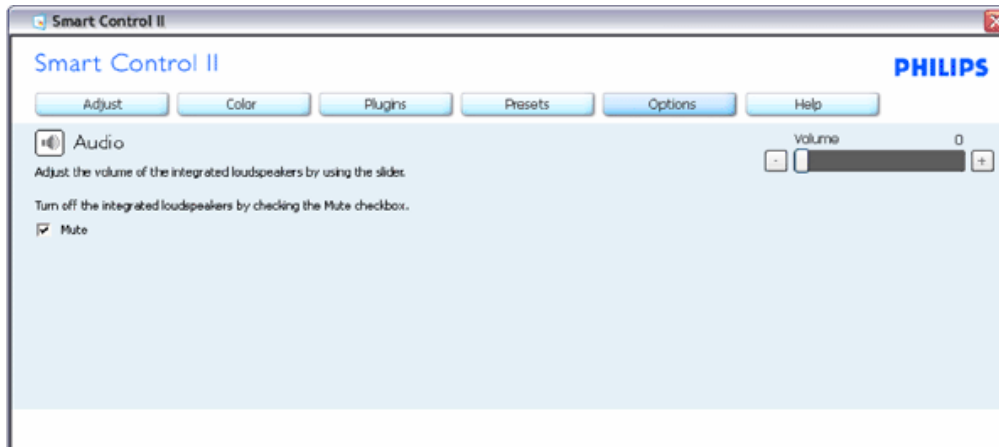 Smart Control II
Smart Control II
PHILIPS
Adjust Color Plugins Presets Options Help
Audio
Volume 0
- +
Adjust the volume of the integrated loudspeakers by using the slider.
Turn off the integrated loudspeakers by checking the Mute checkbox.
Mute